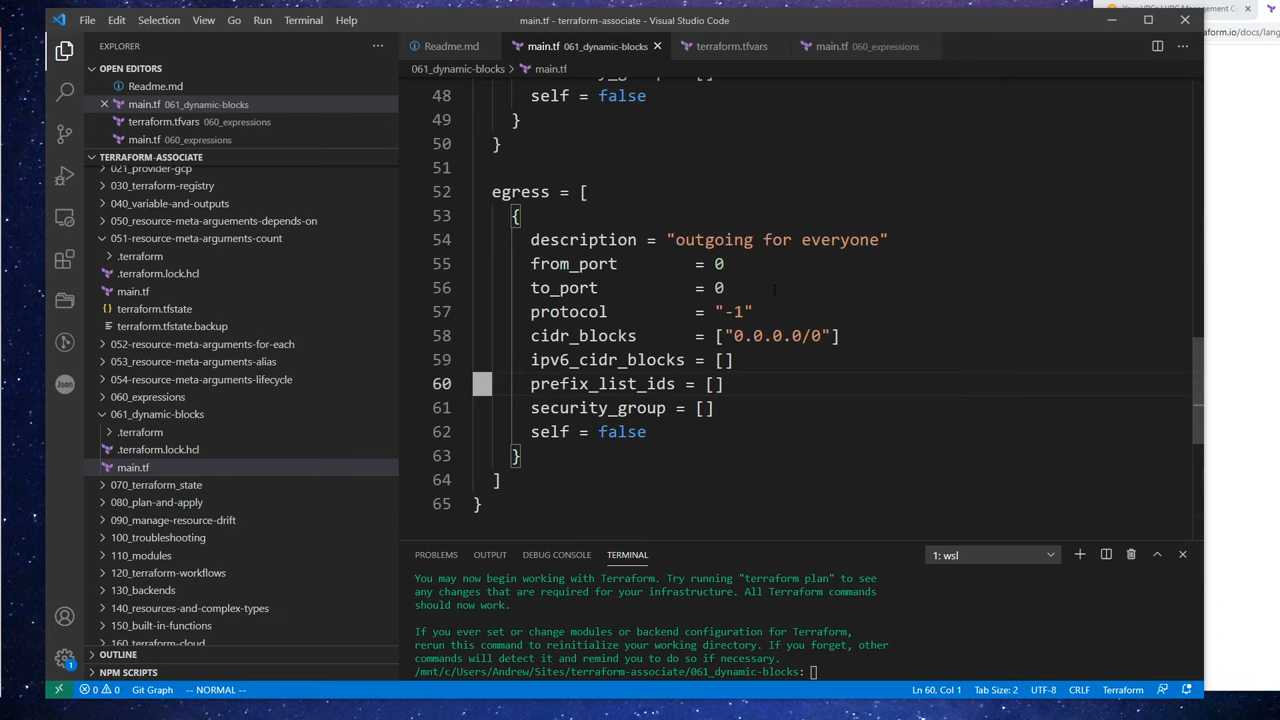 File Edit Selection View Go Run Terminal Help
main.tf - terraform-associate - Visual Studio Code
EXPLORER
OPEN EDITORS
Readme.md
main.tf 061_dynamic-blocks
terraform.tfvars 060_expressions
main.tf 060_expressions
TERRAFORM-ASSOCIATE
021_provider-gcp
030_terraform-registry
040_variable-and-outputs
050_resource-meta-arguements-depends-on
051-resource-meta-arguments-count
.terraform
.terraform.lock.hcl
main.tf
terraform.tfstate
terraform.tfstate.backup
052-resource-meta-arguments-for-each
053-resource-meta-arguments-alias
054-resource-meta-arguments-lifecycle
060_expressions
061_dynamic-blocks
.terraform
.terraform.lock.hcl
main.tf
070_terraform_state
080_plan-and-apply
090_manage-resource-drift
100_troubleshooting
110_modules
120_terraform-workflows
130_backends
140_resources-and-complex-types
150_built-in-functions
160_terraform-cloud
OUTLINE
NPM SCRIPTS
Json
Readme.md main.tf 061_dynamic-blocks terraform.tfvars main.tf 060_expressions
061_dynamic-blocks > main.tf
48 self = false
49 }
50 }
51
52 egress = [
53 {
54 description = "outgoing for everyone"
55 from_port = 0
56 to_port = 0
57 protocol = "-1"
58 cidr_blocks = ["0.0.0.0/0"]
59 ipv6_cidr_blocks = []
60 prefix_list_ids = []
61 security_group = []
62 self = false
63 }
64 ]
65 }
PROBLEMS OUTPUT DEBUG CONSOLE TERMINAL 1: wsl
You may now begin working with Terraform. Try running "terraform plan" to see
any changes that are required for your infrastructure. All Terraform commands
should now work.
If you ever set or change modules or backend configuration for Terraform,
rerun this command to reinitialize your working directory. If you forget, other
commands will detect it and remind you to do so if necessary.
/mnt/c/Users/Andrew/Sites/terraform-associate/061_dynamic-blocks:
1
0 0 Git Graph -- NORMAL -- Ln 60, Col 1 Tab Size: 2 UTF-8 CRLF Terraform